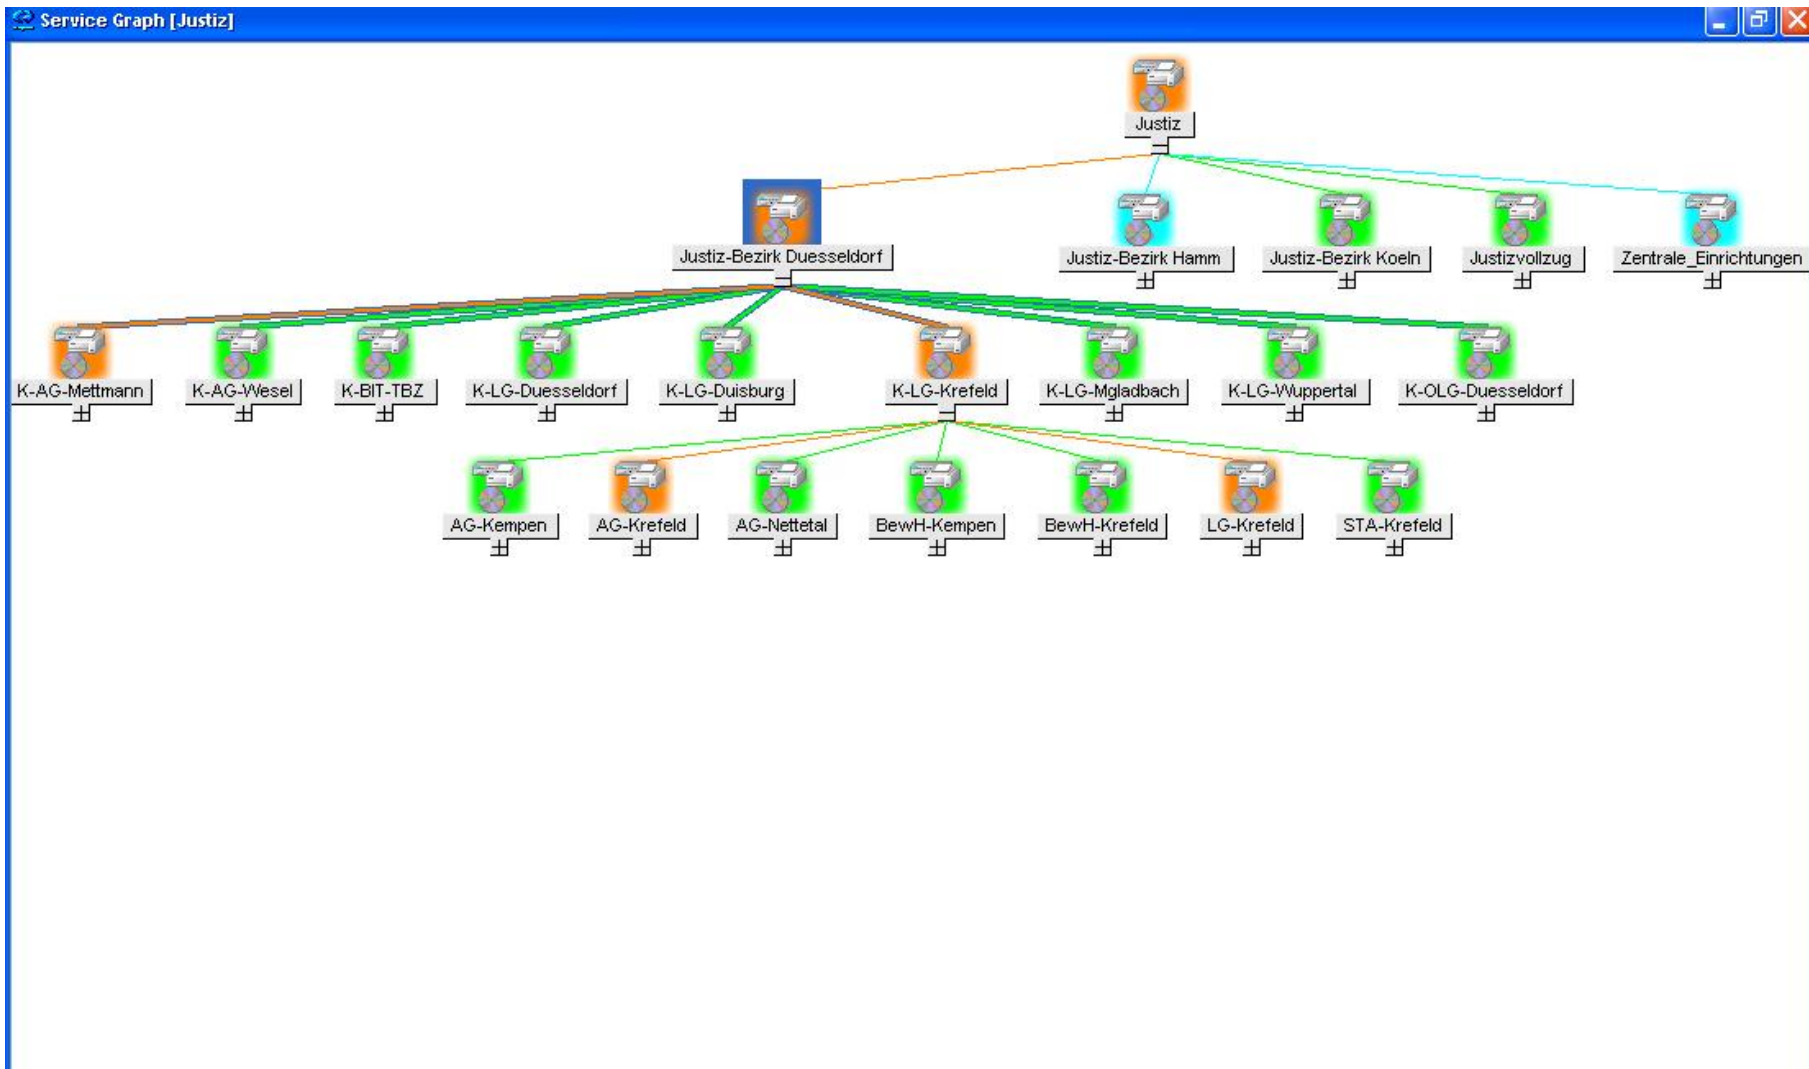 Service Graph [Justiz]
Justiz
Justiz-Bezirk Duesseldorf
Justiz-Bezirk Hamm
Justiz-Bezirk Koeln
Justizvollzug
Zentrale_Einrichtungen
K-AG-Mettmann
K-AG-Wesel
K-BIT-TBZ
K-LG-Duesseldorf
K-LG-Duisburg
K-LG-Krefeld
K-LG-Mgladbach
K-LG-Wuppertal
K-OLG-Duesseldorf
AG-Kempen
AG-Krefeld
AG-Nettetal
BewH-Kempen
BewH-Krefeld
LG-Krefeld
STA-Krefeld